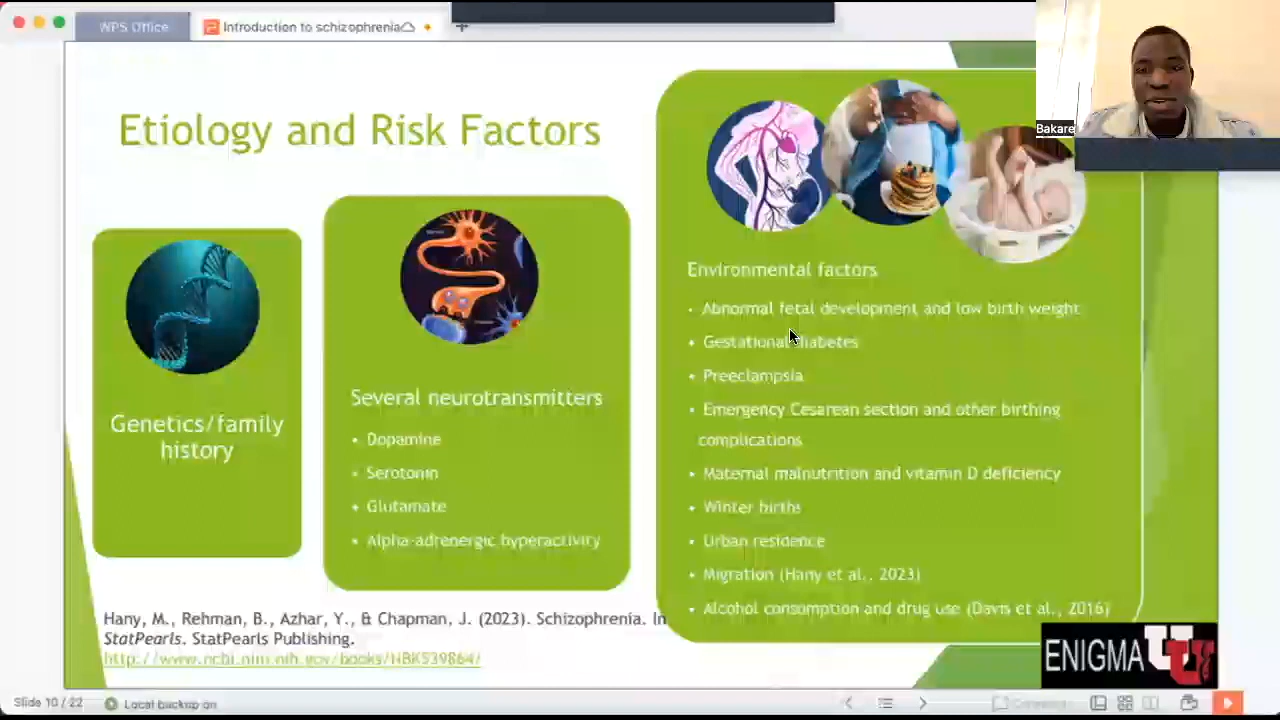 WPS Office
Introduction to schizophrenia
Bakare
Etiology and Risk Factors
Genetics/family
history
Several neurotransmitters
• Dopamine
• Serotonin
• Glutamate
• Alpha-adrenergic hyperactivity
Environmental factors
• Abnormal fetal development and low birth weight
• Gestational diabetes
• Preeclampsia
• Emergency Cesarean section and other birthing
complications
• Maternal malnutrition and vitamin D deficiency
• Winter births
• Urban residence
• Migration (Hany et al., 2023)
• Alcohol consumption and drug use (Davis et al., 2016)
Hany, M., Rehman, B., Azhar, Y., & Chapman, J. (2023). Schizophrenia. In
StatPearls. StatPearls Publishing.
http://www.ncbi.nlm.nih.gov/books/NBK539864/
ENIGMA U
Slide 10 / 22
Local backup on